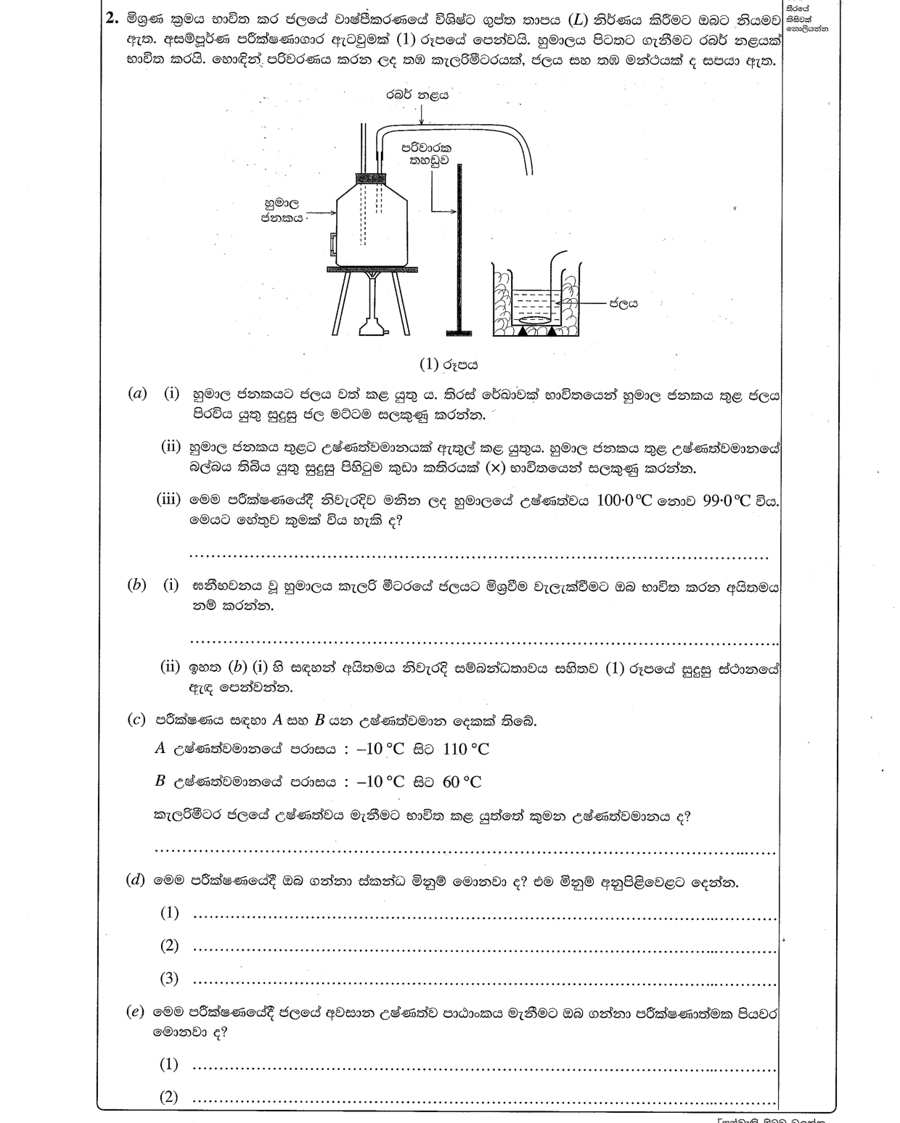 තීරයේ
කිසිවක්
නොලියන්න
2. මිශ්‍රණ ක්‍රමය භාවිත කර ජලයේ වාෂ්පීකරණයේ විශිෂ්ට ගුප්ත තාපය (L) නිර්ණය කිරීමට ඔබට නියමව
ඇත. අසම්පූර්ණ පරීක්ෂණාගාර ඇටවුමක් (1) රූපයේ පෙන්වයි. හුමාලය පිටතට ගැනීමට රබර් නළයක්
භාවිත කරයි. හොඳින් පරිවරණය කරන ලද තඹ කැලරිමීටරයක්, ජලය සහ තඹ මන්ථයක් ද සපයා ඇත.
රබර් නළය
පරිවාරක
තහඩුව
හුමාල
ජනකය
ජලය
(1) රූපය
(a) (i) හුමාල ජනකයට ජලය වත් කළ යුතු ය. තිරස් රේඛාවක් භාවිතයෙන් හුමාල ජනකය තුළ ජලය
පිරවිය යුතු සුදුසු ජල මට්ටම සලකුණු කරන්න.
(ii) හුමාල ජනකය තුළට උෂ්ණත්වමානයක් ඇතුල් කළ යුතුය. හුමාල ජනකය තුළ උෂ්ණත්වමානයේ
බල්බය තිබිය යුතු සුදුසු පිහිටුම කුඩා කතිරයක් (×) භාවිතයෙන් සලකුණු කරන්න.
(iii) මෙම පරීක්ෂණයේදී නිවැරදිව මනින ලද හුමාලයේ උෂ්ණත්වය 100·0 °C නොව 99·0 °C විය.
මෙයට හේතුව කුමක් විය හැකි ද?
(b) (i) ඝනීභවනය වූ හුමාලය කැලරි මීටරයේ ජලයට මිශ්‍රවීම වැලැක්වීමට ඔබ භාවිත කරන අයිතමය
නම් කරන්න.
(ii) ඉහත (b) (i) හි සඳහන් අයිතමය නිවැරදි සම්බන්ධතාවය සහිතව (1) රූපයේ සුදුසු ස්ථානයේ
ඇඳ පෙන්වන්න.
(c) පරීක්ෂණය සඳහා A සහ B යන උෂ්ණත්වමාන දෙකක් තිබේ.
A උෂ්ණත්වමානයේ පරාසය : –10 °C සිට 110 °C
B උෂ්ණත්වමානයේ පරාසය : –10 °C සිට 60 °C
කැලරිමීටර ජලයේ උෂ්ණත්වය මැනීමට භාවිත කළ යුත්තේ කුමන උෂ්ණත්වමානය ද?
(d) මෙම පරීක්ෂණයේදී ඔබ ගන්නා ස්කන්ධ මිනුම් මොනවා ද? එම මිනුම් අනුපිළිවෙළට දෙන්න.
(1)
(2)
(3)
(e) මෙම පරීක්ෂණයේදී ජලයේ අවසාන උෂ්ණත්ව පාඨාංකය මැනීමට ඔබ ගන්නා පරීක්ෂණාත්මක පියවර
මොනවා ද?
(1)
(2)